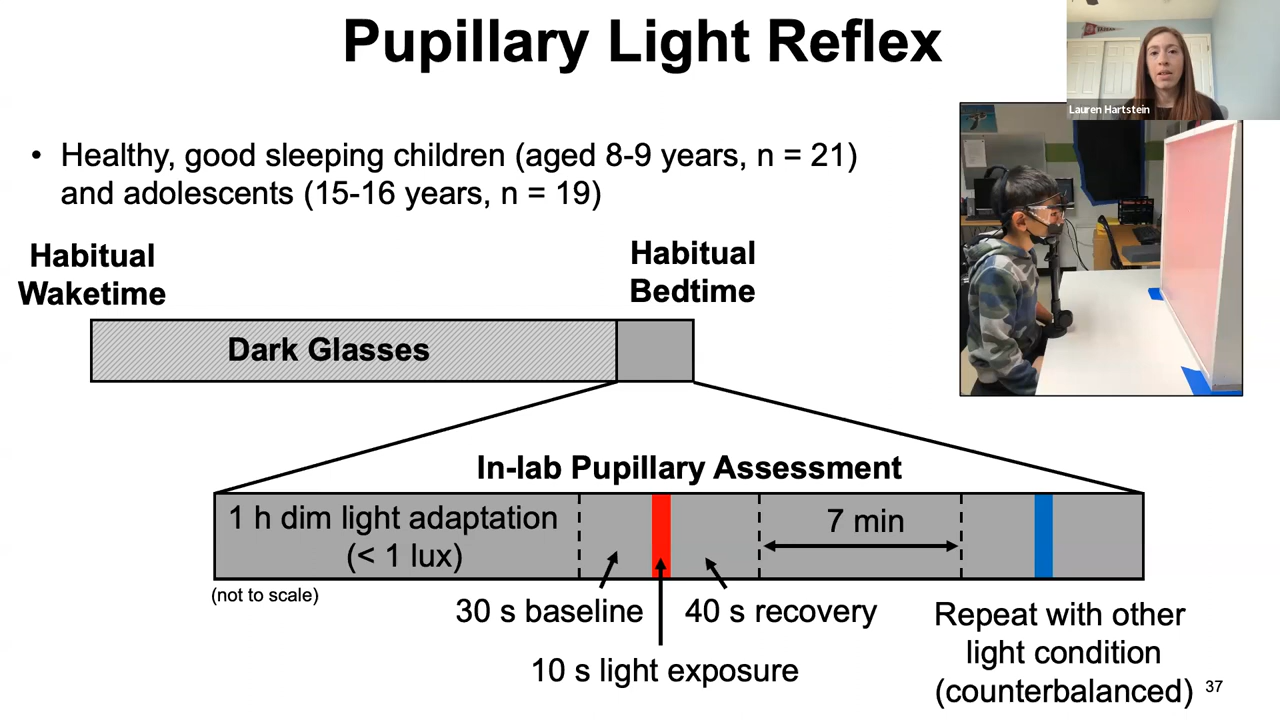 Pupillary Light Reflex
Lauren Hartstein
• Healthy, good sleeping children (aged 8-9 years, n = 21)
and adolescents (15-16 years, n = 19)
Habitual
Waketime
Habitual
Bedtime
Dark Glasses
In-lab Pupillary Assessment
1 h dim light adaptation
(< 1 lux)
7 min
(not to scale)
30 s baseline
40 s recovery
10 s light exposure
Repeat with other
light condition
(counterbalanced)
37